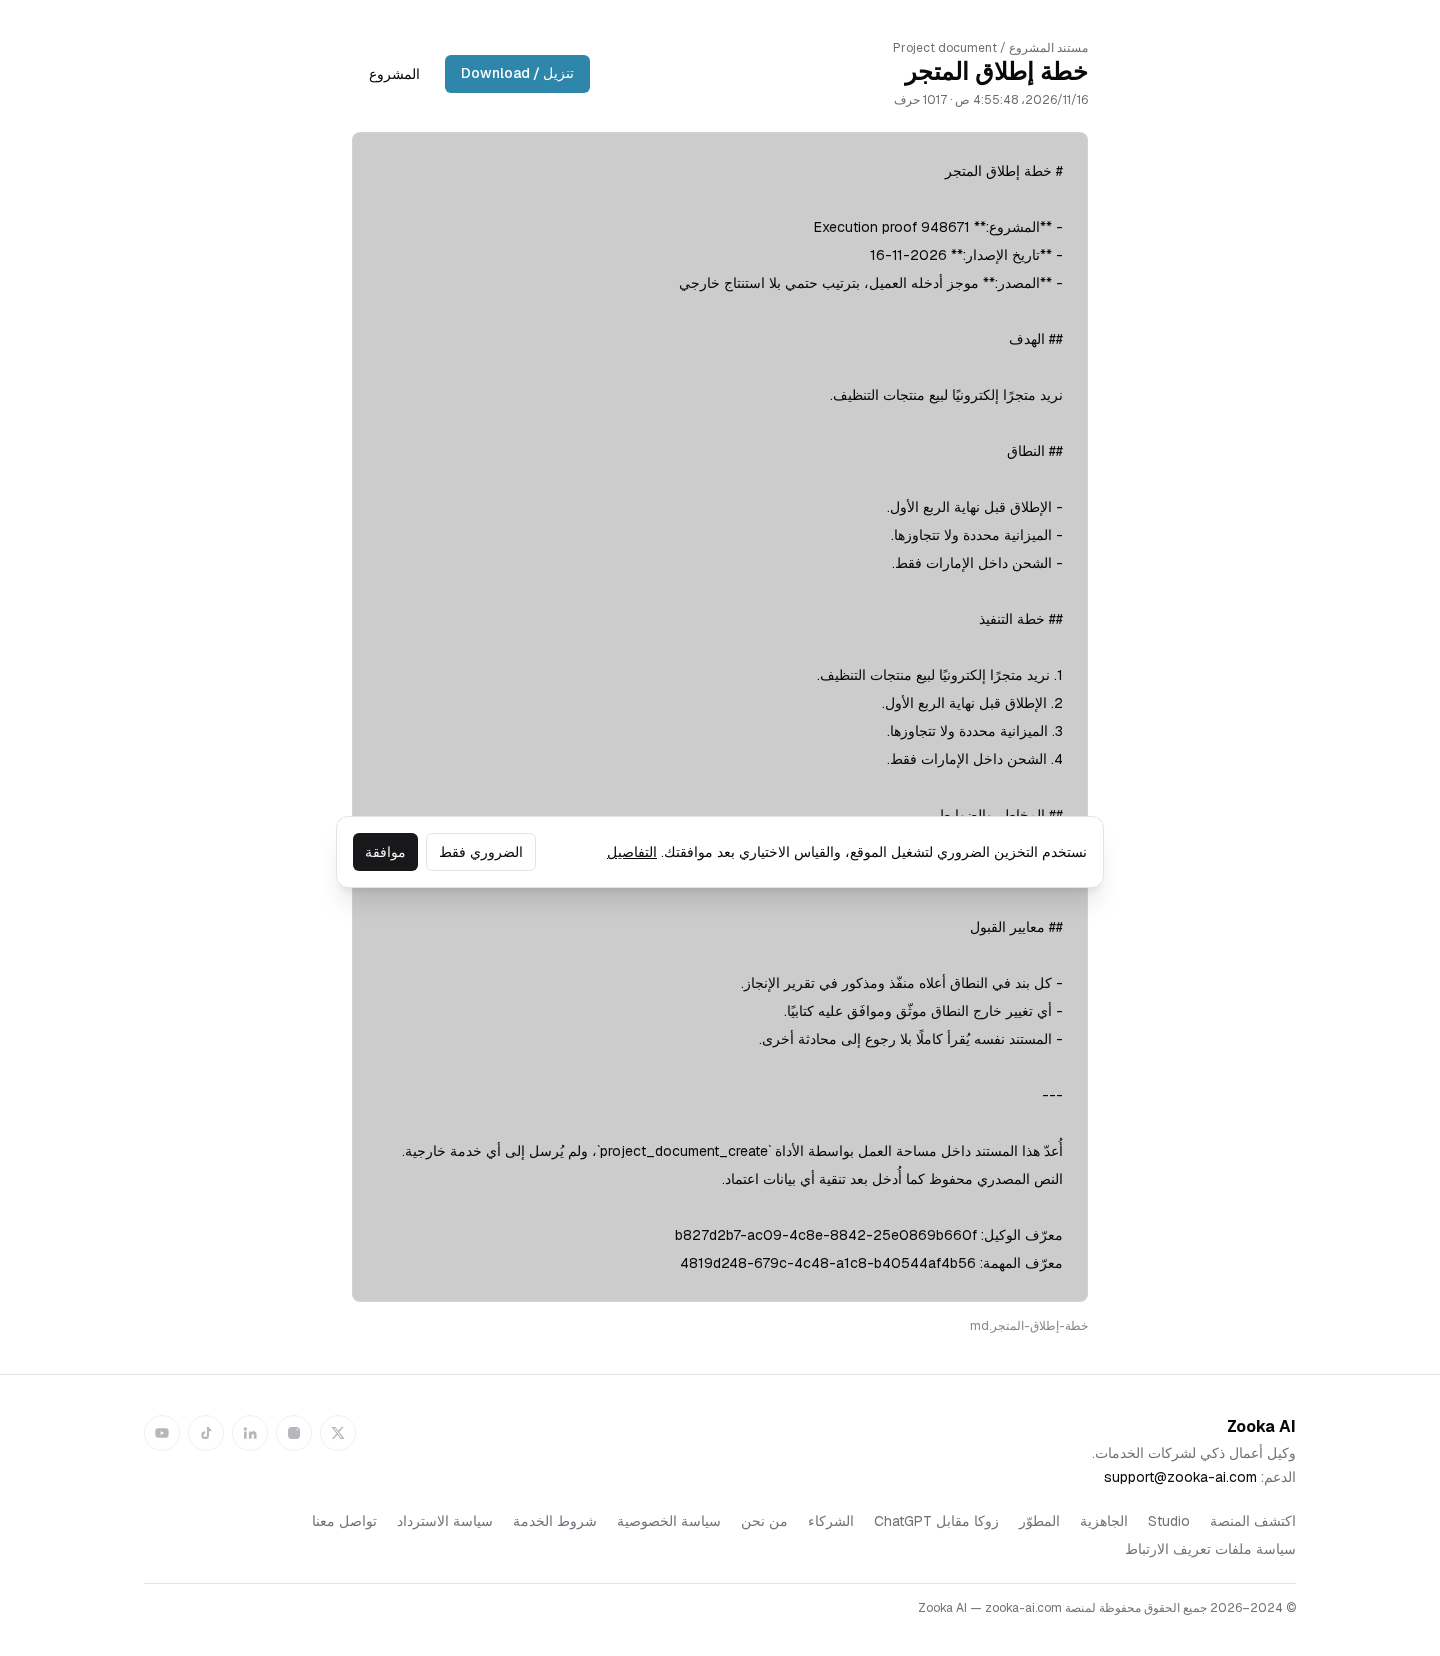 مستند المشروع / Project document
خطة إطلاق المتجر
2026/11/16، 4:55:48 ص · 1017 حرف
تنزيل / Download
المشروع
# خطة إطلاق المتجر
- **المشروع:** Execution proof 948671
- **تاريخ الإصدار:** 2026-11-16
- **المصدر:** موجز أدخله العميل، بترتيب حتمي بلا استنتاج خارجي
## الهدف
نريد متجرًا إلكترونيًا لبيع منتجات التنظيف.
## النطاق
- الإطلاق قبل نهاية الربع الأول.
- الميزانية محددة ولا تتجاوزها.
- الشحن داخل الإمارات فقط.
## خطة التنفيذ
1. نريد متجرًا إلكترونيًا لبيع منتجات التنظيف.
2. الإطلاق قبل نهاية الربع الأول.
3. الميزانية محددة ولا تتجاوزها.
4. الشحن داخل الإمارات فقط.
نستخدم التخزين الضروري لتشغيل الموقع، والقياس الاختياري بعد موافقتك. التفاصيل
الضروري فقط
موافقة
## معايير القبول
- كل بند في النطاق أعلاه منفّذ ومذكور في تقرير الإنجاز.
- أي تغيير خارج النطاق موثّق وموافَق عليه كتابيًا.
- المستند نفسه يُقرأ كاملًا بلا رجوع إلى محادثة أخرى.
---
أُعدّ هذا المستند داخل مساحة العمل بواسطة الأداة `project_document_create`، ولم يُرسل إلى أي خدمة خارجية.
النص المصدري محفوظ كما أُدخل بعد تنقية أي بيانات اعتماد.
معرّف الوكيل: b827d2b7-ac09-4c8e-8842-25e0869b660f
معرّف المهمة: 4819d248-679c-4c48-a1c8-b40544af4b56
خطة-إطلاق-المتجر.md
Zooka AI
وكيل أعمال ذكي لشركات الخدمات.
الدعم: support@zooka-ai.com
اكتشف المنصة Studio الجاهزية المطوّر زوكا مقابل ChatGPT الشركاء من نحن سياسة الخصوصية شروط الخدمة سياسة الاسترداد تواصل معنا
سياسة ملفات تعريف الارتباط
© 2024–2026 جميع الحقوق محفوظة لمنصة Zooka AI — zooka-ai.com